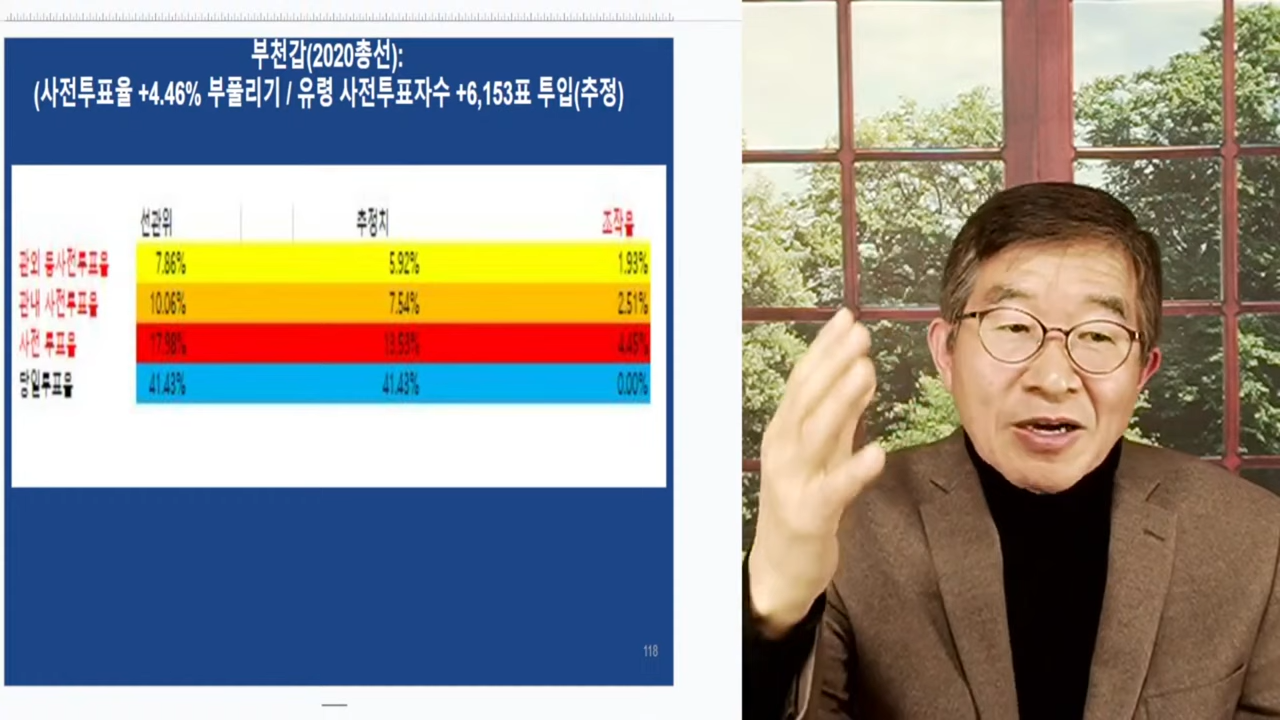 부천갑(2020총선):
(사전투표율 +4.46% 부풀리기 / 유령 사전투표자수 +6,153표 투입(추정)
선관위 추정치 조작율
관외 등사전투표율 7.86% 5.92% 1.93%
관내 사전투표율 10.06% 7.54% 2.51%
사전 투표율 17.98% 13.53% 4.45%
당일투표율 41.43% 41.43% 0.00%
118